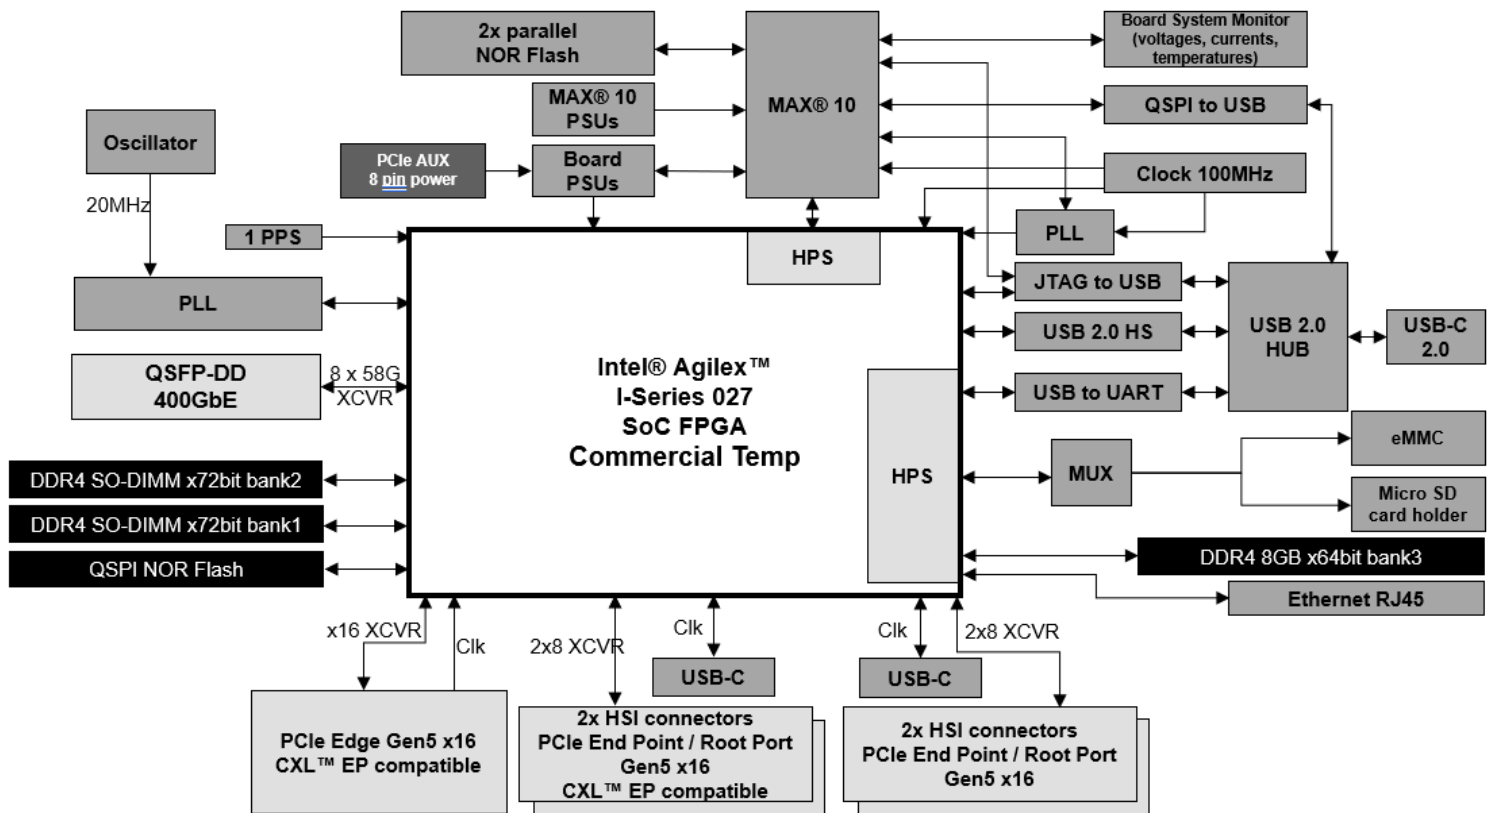 2x parallel
NOR Flash
MAX® 10
PSUs
PCIe AUX
8 pin power
Board
PSUs
MAX® 10
Board System Monitor
(voltages, currents,
temperatures)
QSPI to USB
Clock 100MHz
PLL
Oscillator
20MHz
1 PPS
PLL
QSFP-DD
400GbE
8 x 58G
XCVR
DDR4 SO-DIMM x72bit bank2
DDR4 SO-DIMM x72bit bank1
QSPI NOR Flash
HPS
Intel® Agilex™
I-Series 027
SoC FPGA
Commercial Temp
HPS
JTAG to USB
USB 2.0 HS
USB to UART
USB 2.0
HUB
USB-C
2.0
MUX
eMMC
Micro SD
card holder
DDR4 8GB x64bit bank3
Ethernet RJ45
x16 XCVR
Clk
2x8 XCVR
Clk
USB-C
Clk
USB-C
2x8 XCVR
PCIe Edge Gen5 x16
CXL™ EP compatible
2x HSI connectors
PCIe End Point / Root Port
Gen5 x16
CXL™ EP compatible
2x HSI connectors
PCIe End Point / Root Port
Gen5 x16